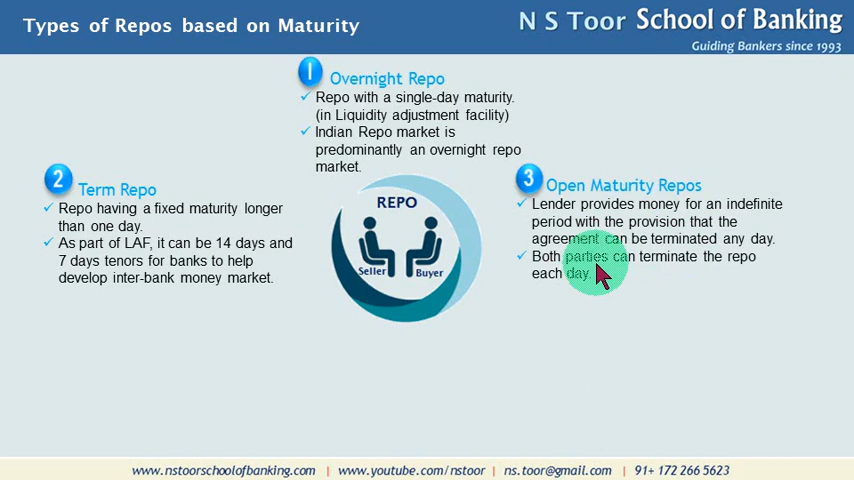 Types of Repos based on Maturity
N S Toor School of Banking
Guiding Bankers since 1993
1
Overnight Repo
Repo with a single-day maturity.
(in Liquidity adjustment facility)
Indian Repo market is
predominantly an overnight repo
market.
2
Term Repo
Repo having a fixed maturity longer
than one day.
As part of LAF, it can be 14 days and
7 days tenors for banks to help
develop inter-bank money market.
REPO
Seller
Buyer
3
Open Maturity Repos
Lender provides money for an indefinite
period with the provision that the
agreement can be terminated any day.
Both parties can terminate the repo
each day.
www.nstoorschoolofbanking.com | www.youtube.com/nstoor | ns.toor@gmail.com | 91+ 172 266 5623